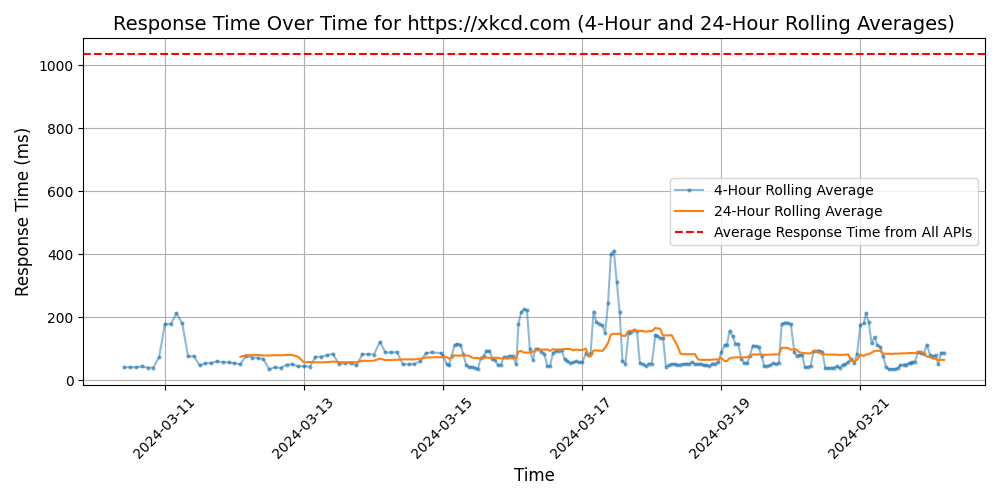 Response Time Over Time for https://xkcd.com (4-Hour and 24-Hour Rolling Averages)
Response Time (ms)
1000
800
600
400
200
0
4-Hour Rolling Average
24-Hour Rolling Average
Average Response Time from All APIs
2024-03-11
2024-03-13
2024-03-15
2024-03-17
2024-03-19
2024-03-21
Time